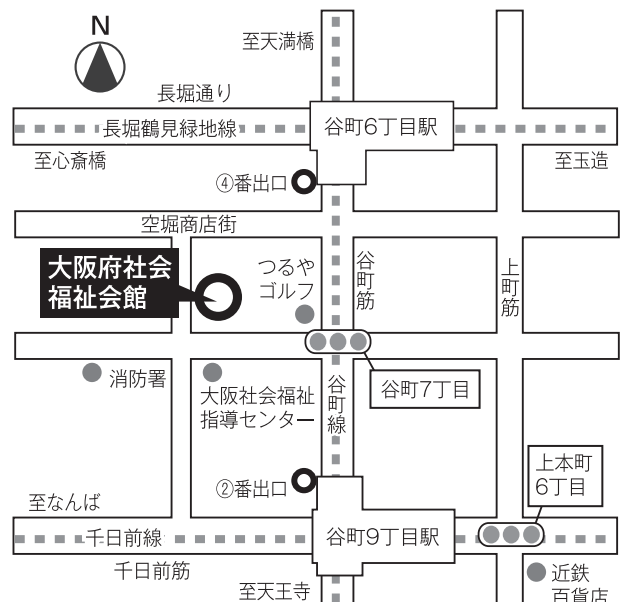 N
至天満橋
長堀通り
長堀鶴見緑地線
谷町6丁目駅
至心斎橋
至玉造
④番出口
空堀商店街
大阪府社会
福祉会館
つるや
ゴルフ
谷町筋
上町筋
消防署
大阪社会福祉
指導センター
谷町線
谷町7丁目
上本町
6丁目
②番出口
至なんば
千日前線
谷町9丁目駅
千日前筋
至天王寺
近鉄
百貨店